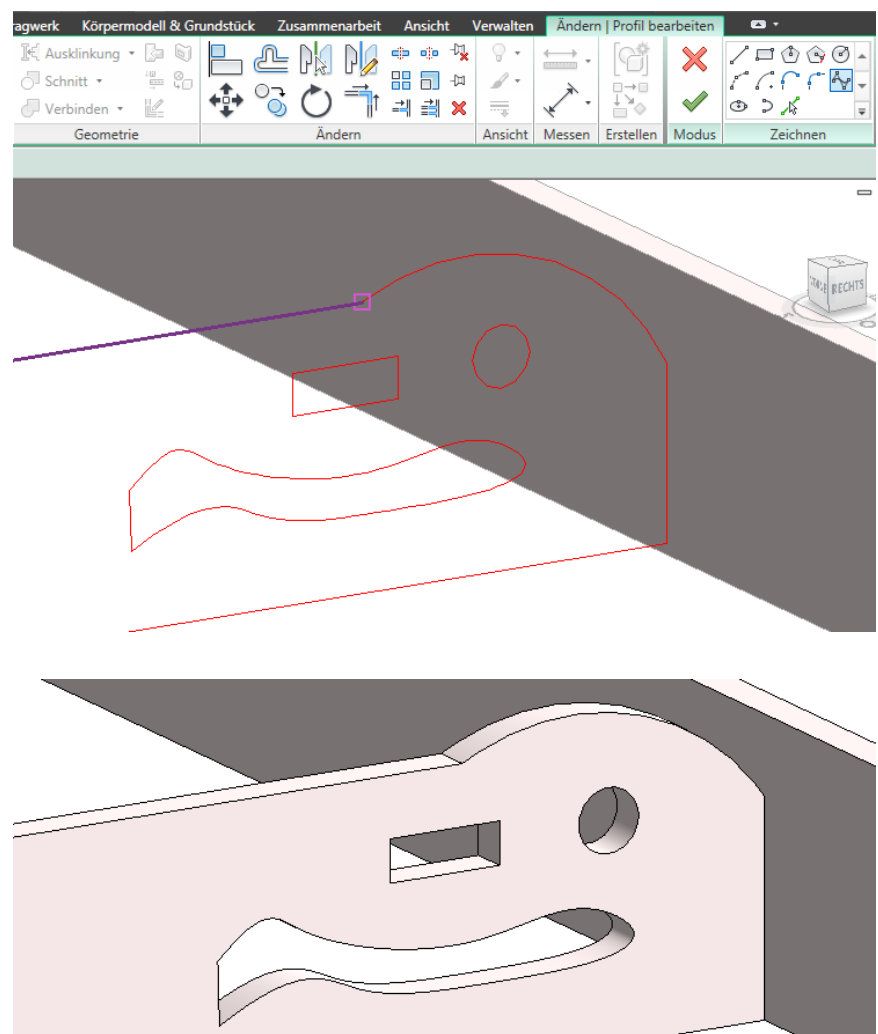 ragwerk Körpermodell & Grundstück Zusammenarbeit Ansicht Verwalten Ändern | Profil bearbeiten
Ausklinkung
Schnitt
Verbinden
Geometrie Ändern Ansicht Messen Erstellen Modus Zeichnen
RECHTS